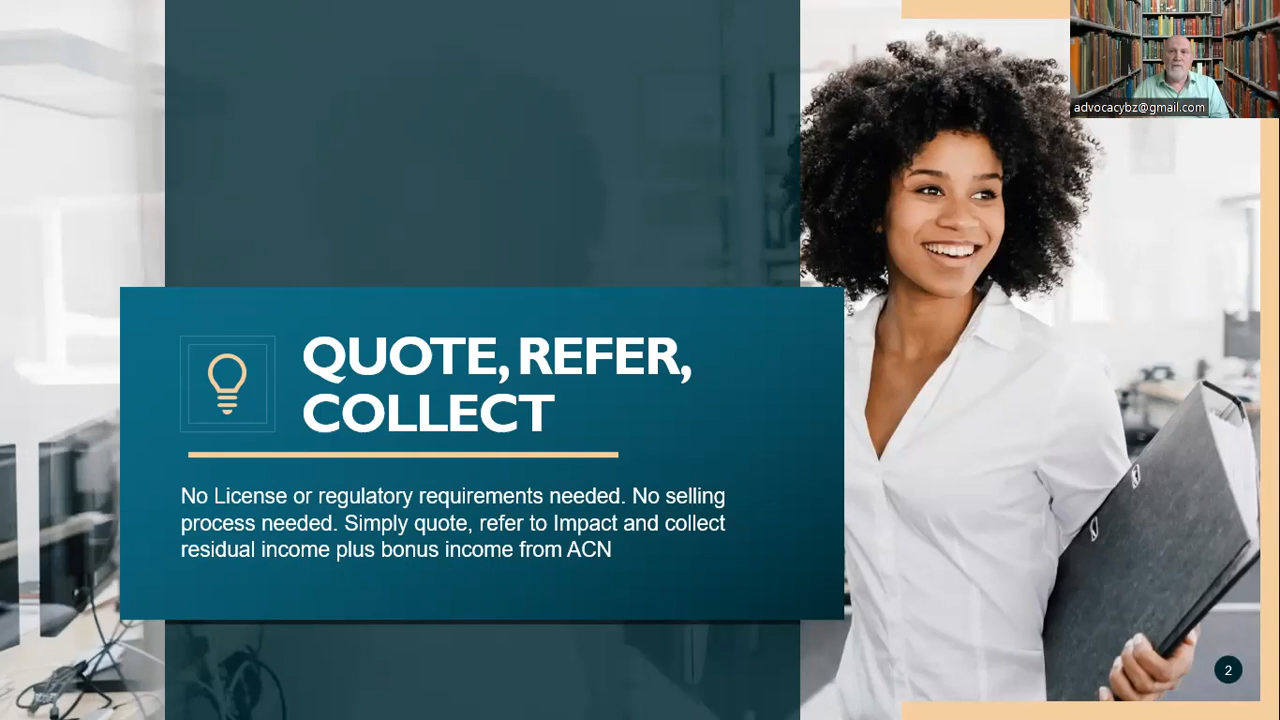 advocacybz@gmail.com
QUOTE, REFER,
COLLECT
No License or regulatory requirements needed. No selling
process needed. Simply quote, refer to Impact and collect
residual income plus bonus income from ACN
2